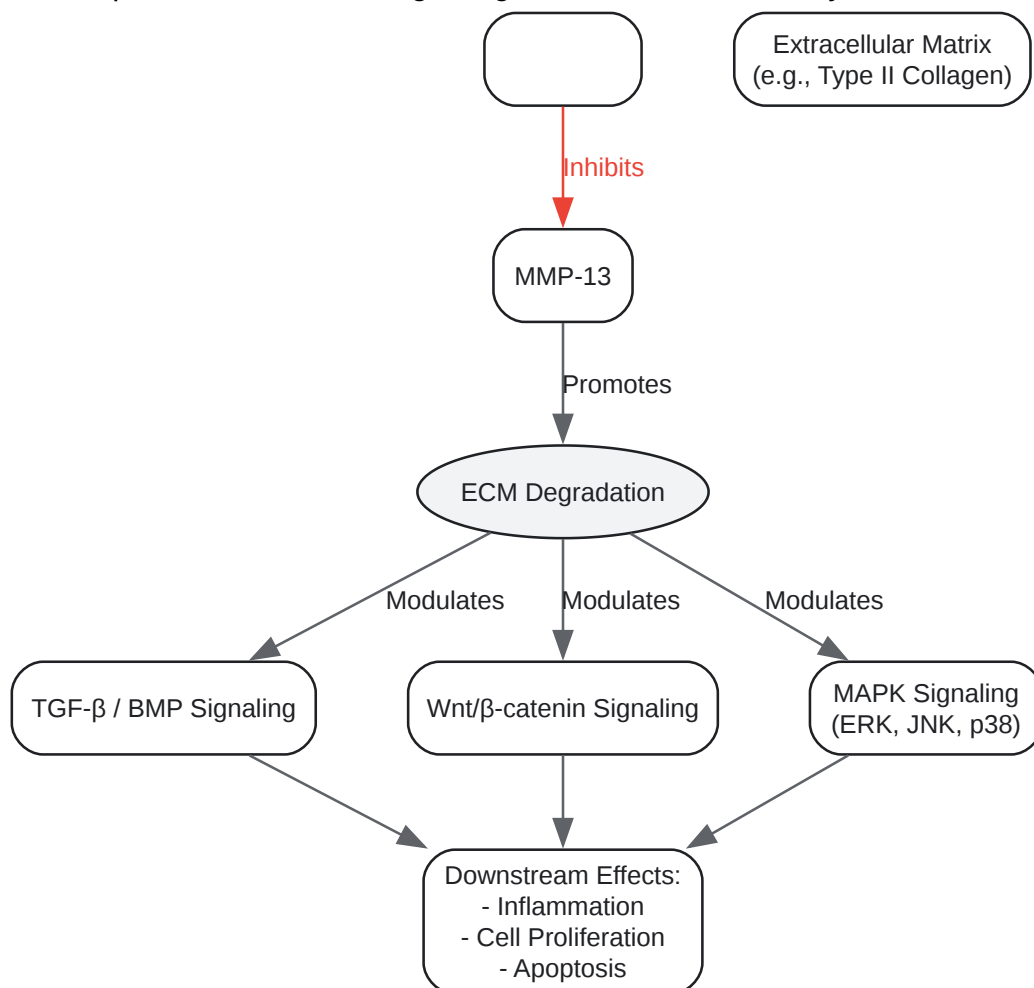 Extracellular Matrix
(e.g., Type II Collagen)
Inhibits
MMP-13
Promotes
ECM Degradation
Modulates
Modulates
Modulates
TGF-β / BMP Signaling
Wnt/β-catenin Signaling
MAPK Signaling
(ERK, JNK, p38)
Downstream Effects:
- Inflammation
- Cell Proliferation
- Apoptosis